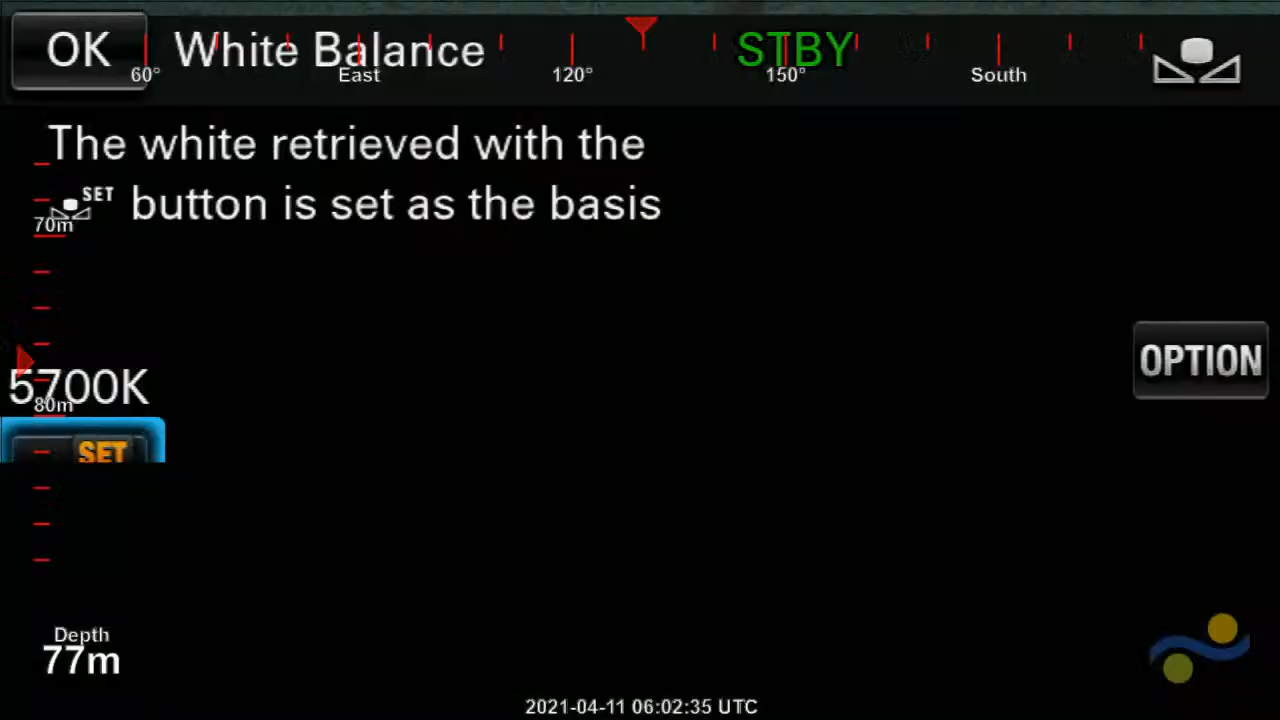 OK White Balance STBY
60° East 120° 150° South
The white retrieved with the
SET button is set as the basis
70m
OPTION
5700K
80m
SET
Depth
77m
2021-04-11 06:02:35 UTC